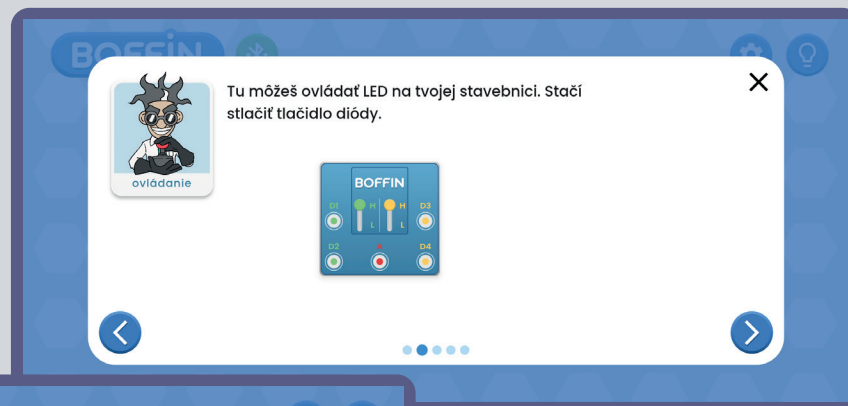 BOFFIN
Tu môžeš ovládať LED na tvojej stavebnici. Stačí
stlačiť tlačidlo diódy.
ovládanie
BOFFIN
D1 H H D3
L L
D2 R D4